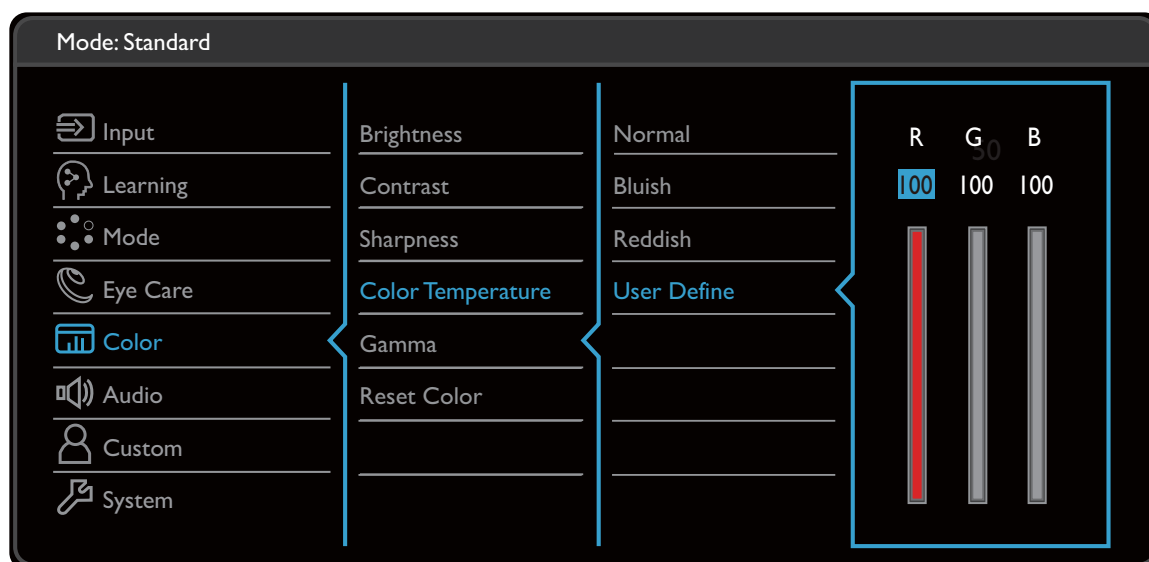 Mode: Standard
Input
Learning
Mode
Eye Care
Color
Audio
Custom
System
Brightness
Contrast
Sharpness
Color Temperature
Gamma
Reset Color
Normal
Bluish
Reddish
User Define
R G B
50
100 100 100